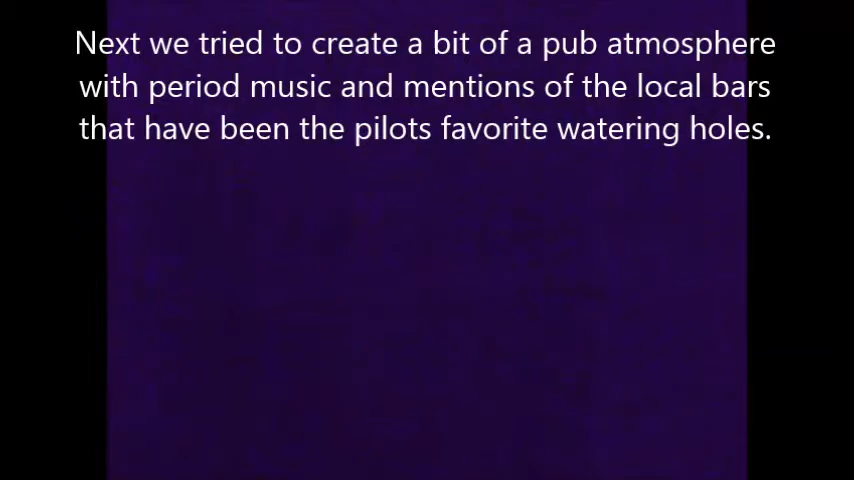 Next we tried to create a bit of a pub atmosphere
with period music and mentions of the local bars
that have been the pilots favorite watering holes.